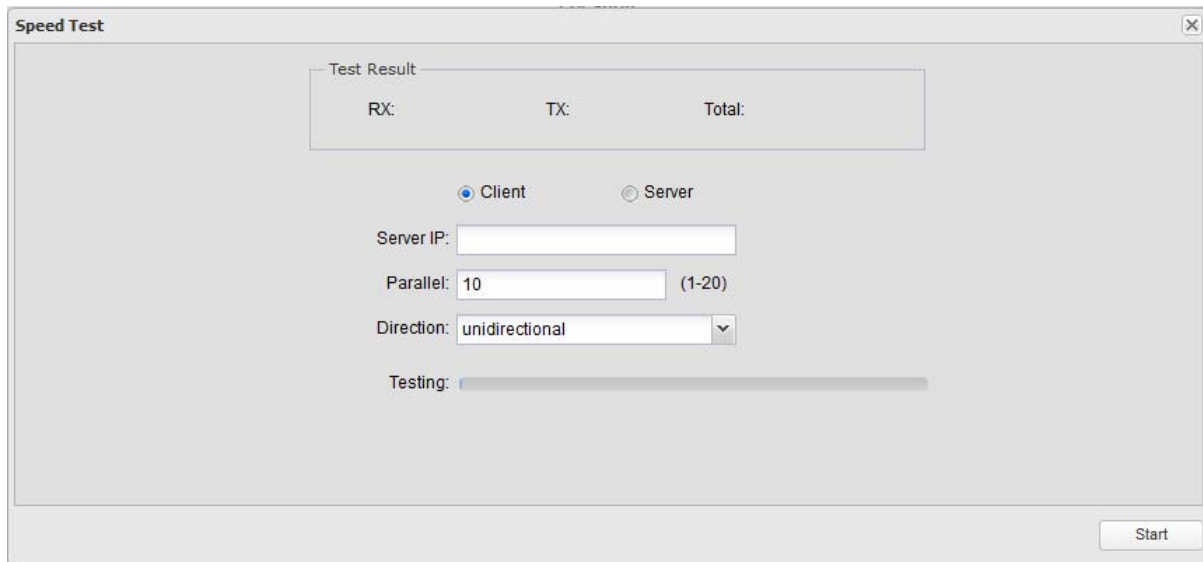 Speed Test
Test Result
RX: TX: Total:
Client Server
Server IP:
Parallel: 10 (1-20)
Direction: unidirectional
Testing:
Start